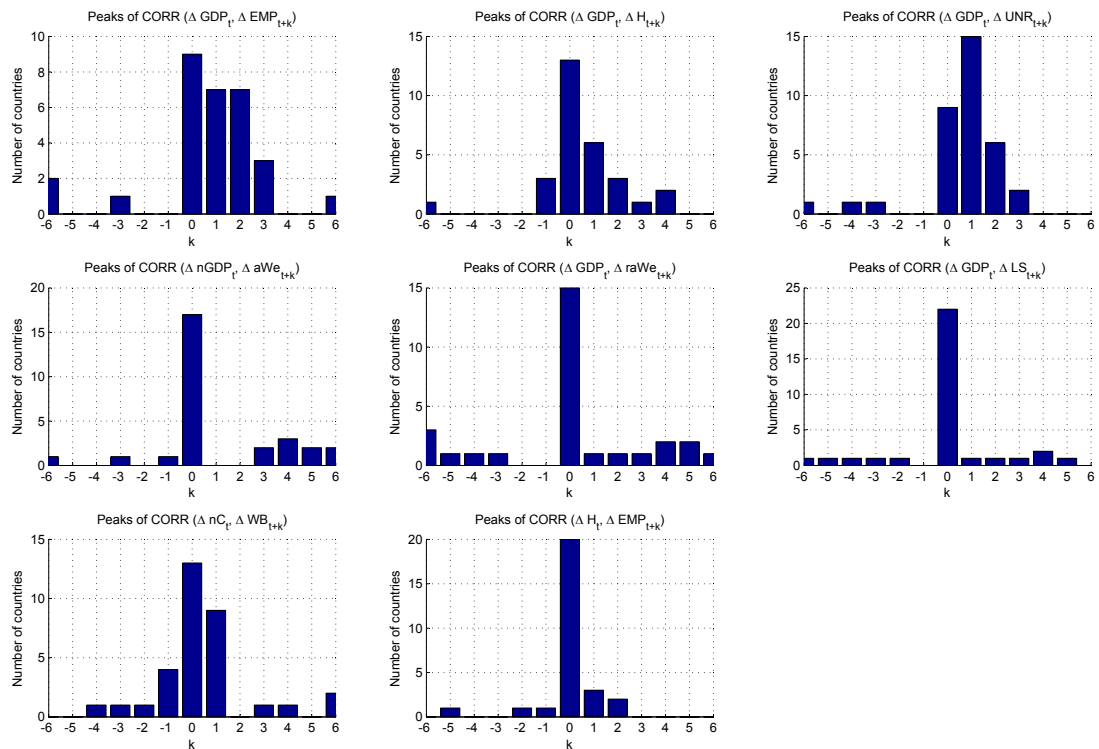 Peaks of CORR (Δ GDP_t, Δ EMP_{t+k})
Number of countries
10
8
6
4
2
0
-6 -5 -4 -3 -2 -1 0 1 2 3 4 5 6
k
Peaks of CORR (Δ GDP_t, Δ H_{t+k})
Number of countries
15
10
5
0
-6 -5 -4 -3 -2 -1 0 1 2 3 4 5 6
k
Peaks of CORR (Δ GDP_t, Δ UNR_{t+k})
Number of countries
15
10
5
0
-6 -5 -4 -3 -2 -1 0 1 2 3 4 5 6
k
Peaks of CORR (Δ nGDP_t, Δ aWe_{t+k})
Number of countries
20
15
10
5
0
-6 -5 -4 -3 -2 -1 0 1 2 3 4 5 6
k
Peaks of CORR (Δ GDP_t, Δ raWe_{t+k})
Number of countries
15
10
5
0
-6 -5 -4 -3 -2 -1 0 1 2 3 4 5 6
k
Peaks of CORR (Δ GDP_t, Δ LS_{t+k})
Number of countries
25
20
15
10
5
0
-6 -5 -4 -3 -2 -1 0 1 2 3 4 5 6
k
Peaks of CORR (Δ nC_t, Δ WB_{t+k})
Number of countries
15
10
5
0
-6 -5 -4 -3 -2 -1 0 1 2 3 4 5 6
k
Peaks of CORR (Δ H_t, Δ EMP_{t+k})
Number of countries
20
15
10
5
0
-6 -5 -4 -3 -2 -1 0 1 2 3 4 5 6
k